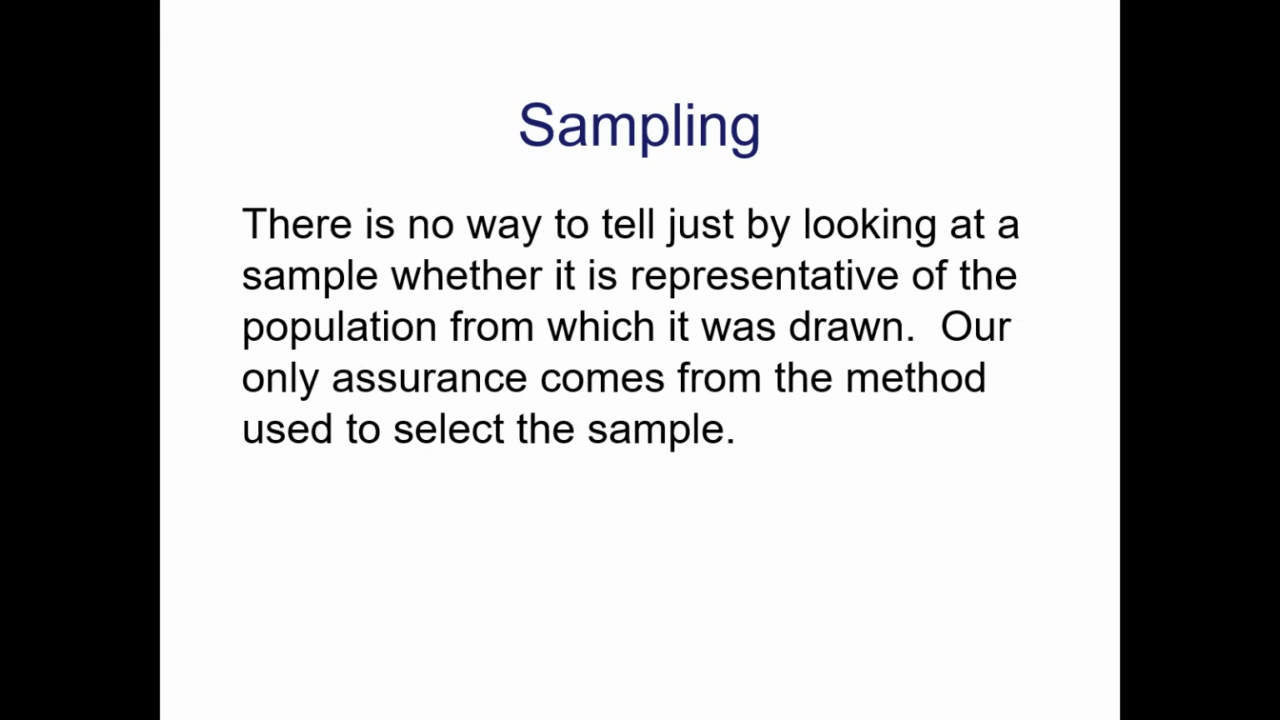 Sampling
There is no way to tell just by looking at a
sample whether it is representative of the
population from which it was drawn.  Our
only assurance comes from the method
used to select the sample.